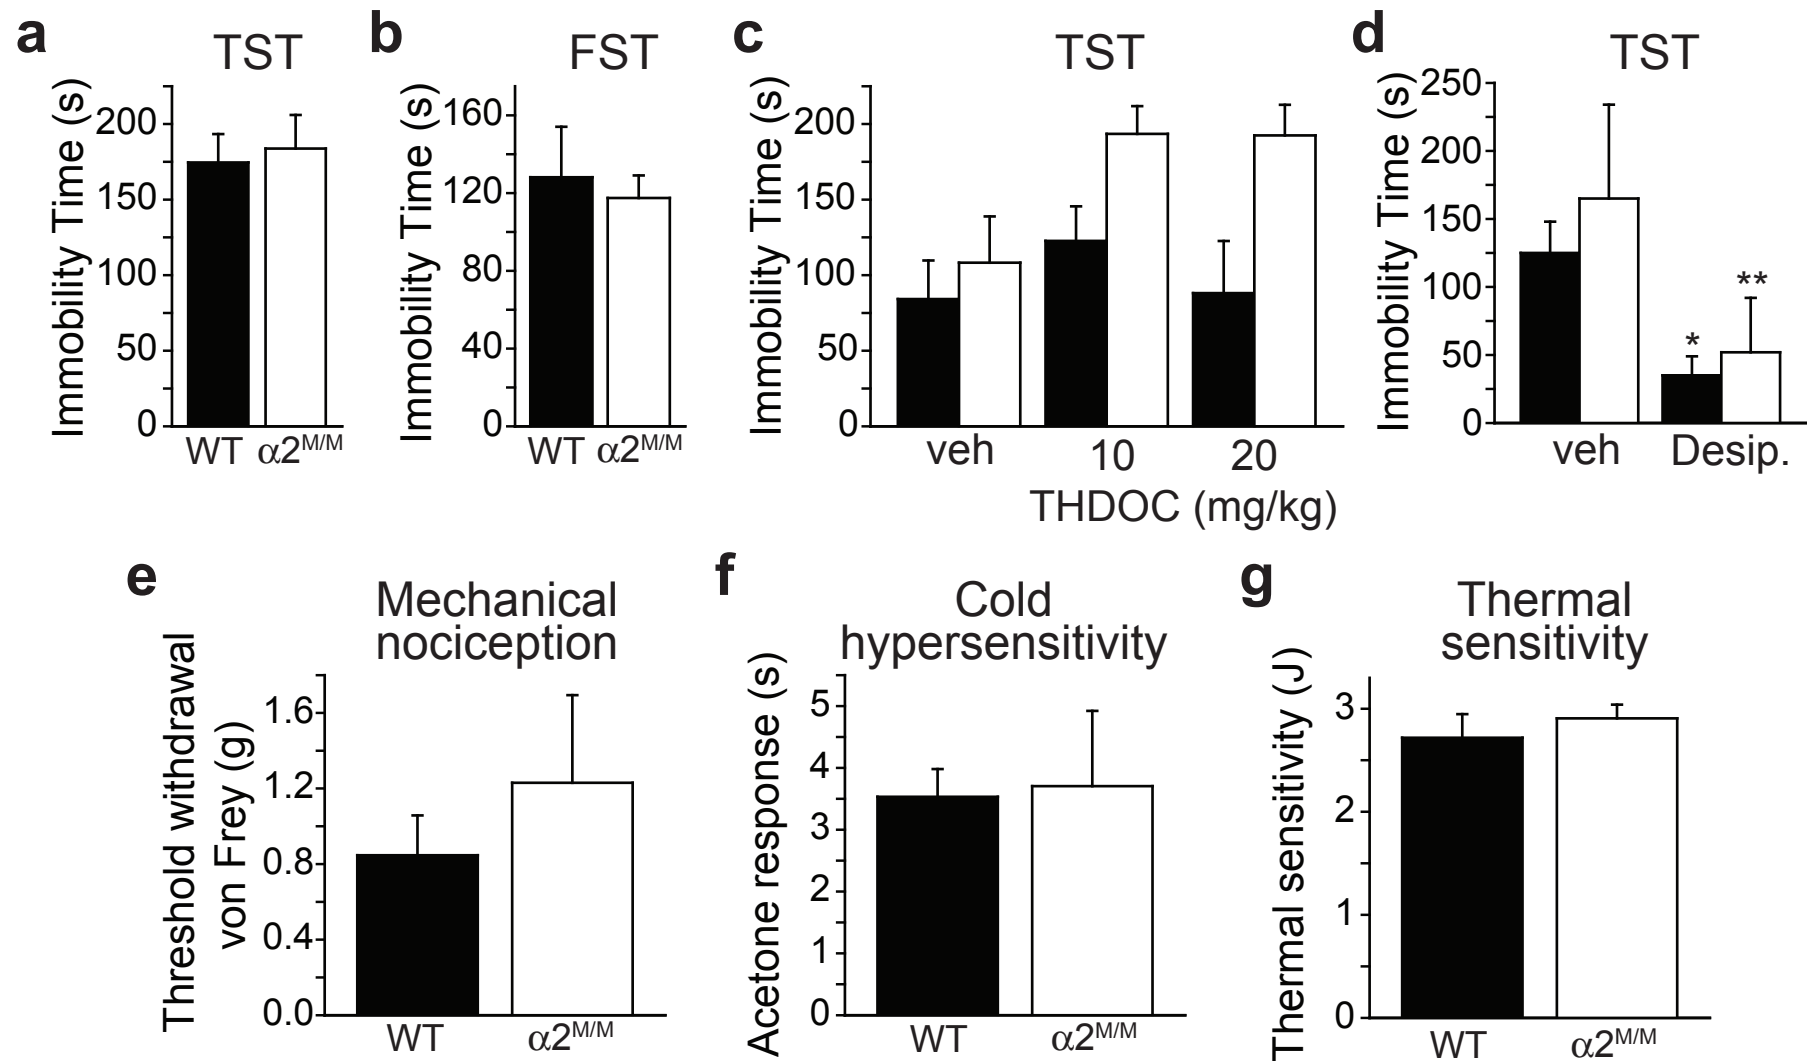 a
TST
Immobility Time (s)
200
150
100
50
0
WT α2M/M
b
FST
Immobility Time (s)
160
120
80
40
0
WT α2M/M
c
TST
Immobility Time (s)
200
150
100
50
0
veh 10 20
THDOC (mg/kg)
d
TST
Immobility Time (s)
250
200
150
100
50
0
*
**
veh Desip.
e
Mechanical
nociception
Threshold withdrawal
von Frey (g)
1.6
1.2
0.8
0.4
0.0
WT α2M/M
f
Cold
hypersensitivity
Acetone response (s)
5
4
3
2
1
0
WT α2M/M
g
Thermal
sensitivity
Thermal sensitivity (J)
3
2
1
0
WT α2M/M